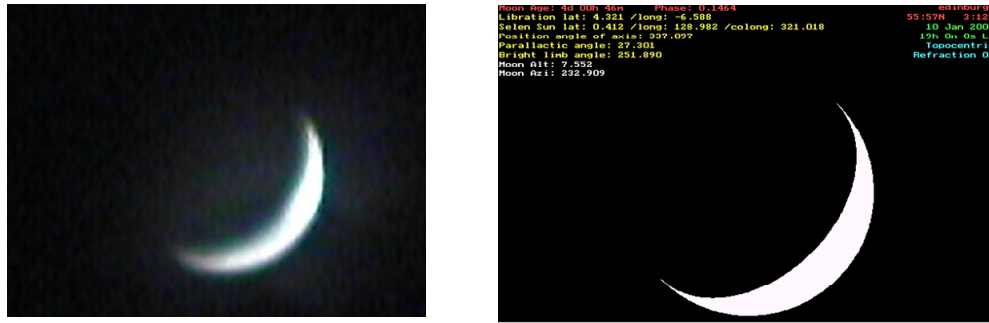 Moon Age: 4d 00h 46m Phase: 0.1464 edinburg
Libration lat: 4.321 /long: -6.588 55:57N 3:12
Selen Sun lat: 0.412 /long: 128.982 /colong: 321.018 10 Jan 200
Position angle of axis: 337.097 19h 0m 0s L
Parallactic angle: 27.301 Topocentri
Bright limb angle: 251.890 Refraction O
Moon Alt: 7.552
Moon Azi: 232.909